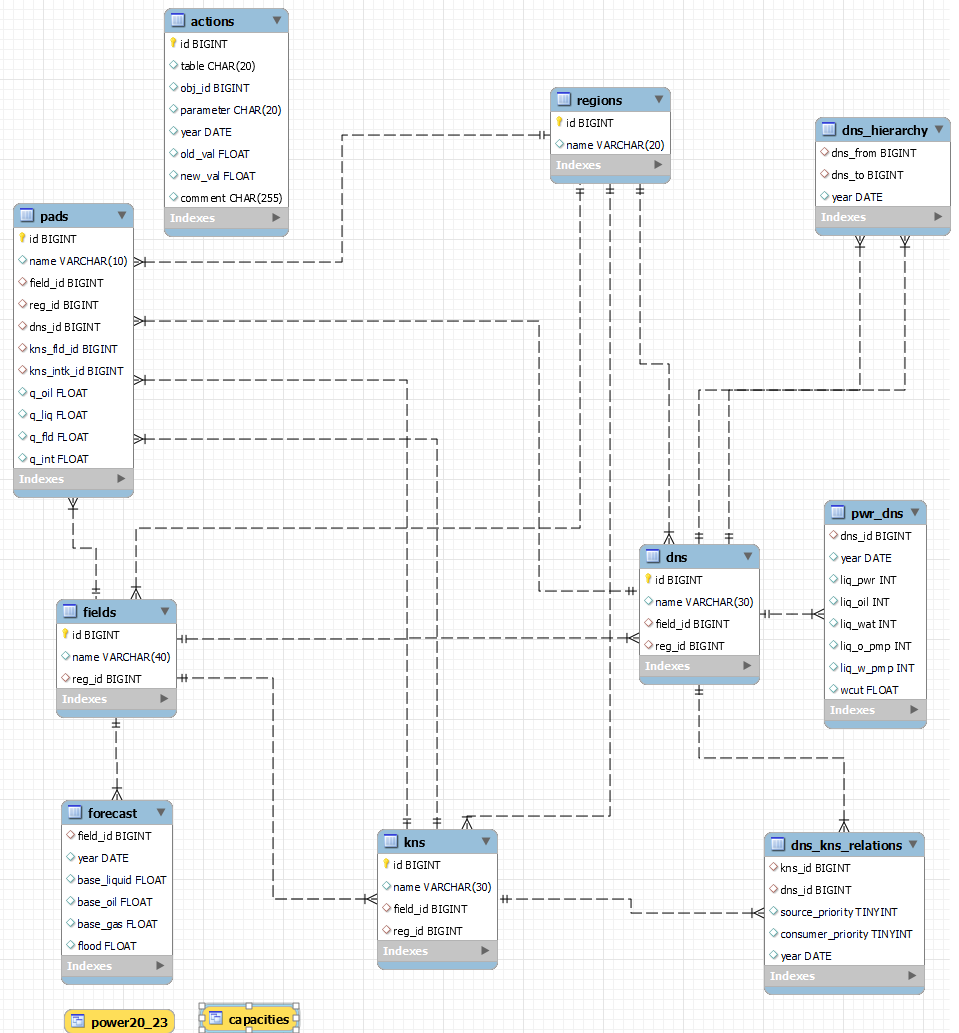 actions
id BIGINT
table CHAR(20)
obj_id BIGINT
parameter CHAR(20)
year DATE
old_val FLOAT
new_val FLOAT
comment CHAR(255)
Indexes
regions
id BIGINT
name VARCHAR(20)
Indexes
dns_hierarchy
dns_from BIGINT
dns_to BIGINT
year DATE
Indexes
pads
id BIGINT
name VARCHAR(10)
field_id BIGINT
reg_id BIGINT
dns_id BIGINT
kns_fld_id BIGINT
kns_intk_id BIGINT
q_oil FLOAT
q_liq FLOAT
q_fld FLOAT
q_int FLOAT
Indexes
pwr_dns
dns_id BIGINT
year DATE
liq_pwr INT
liq_oil INT
liq_wat INT
liq_o_pmp INT
liq_w_pmp INT
wcut FLOAT
Indexes
dns
id BIGINT
name VARCHAR(30)
field_id BIGINT
reg_id BIGINT
Indexes
fields
id BIGINT
name VARCHAR(40)
reg_id BIGINT
Indexes
forecast
field_id BIGINT
year DATE
base_liquid FLOAT
base_oil FLOAT
base_gas FLOAT
flood FLOAT
Indexes
kns
id BIGINT
name VARCHAR(30)
field_id BIGINT
reg_id BIGINT
Indexes
dns_kns_relations
kns_id BIGINT
dns_id BIGINT
source_priority TINYINT
consumer_priority TINYINT
year DATE
Indexes
power20_23
capacities